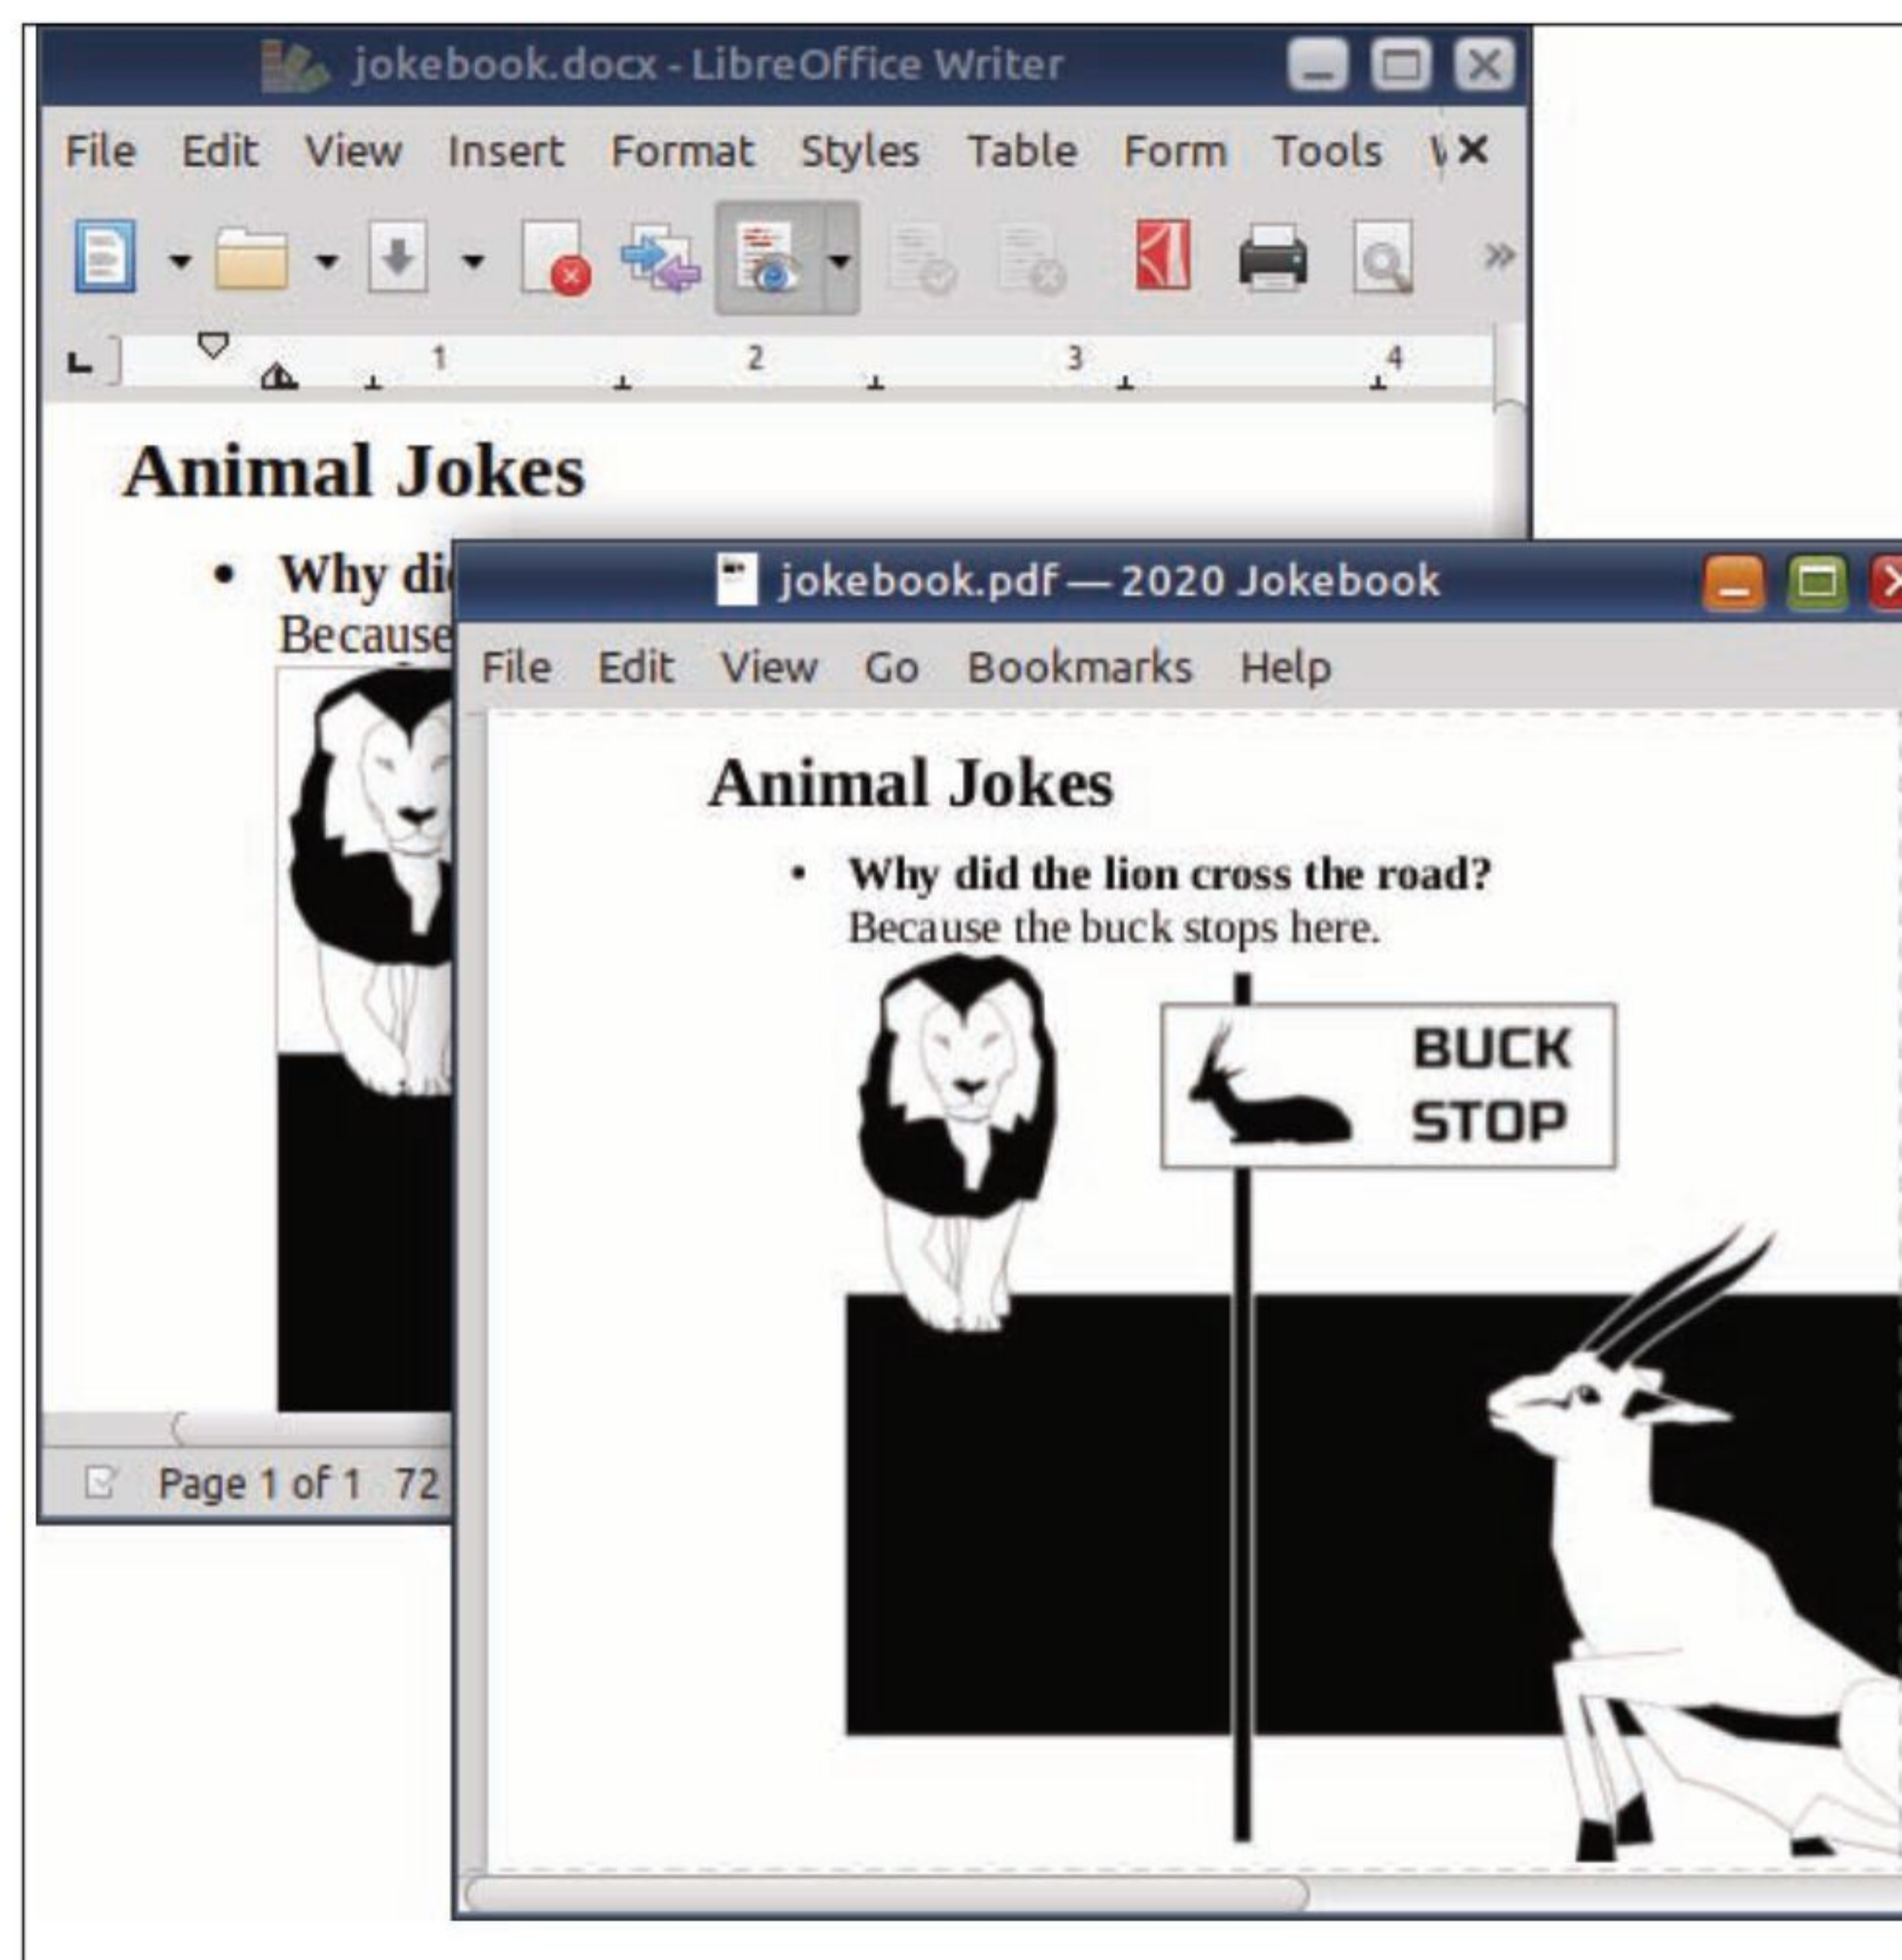 jokebook.docx - LibreOffice Writer
File Edit View Insert Format Styles Table Form Tools
1 2 3 4
Animal Jokes
• Why did
Because
Page 1 of 1 72
jokebook.pdf — 2020 Jokebook
File Edit View Go Bookmarks Help
Animal Jokes
• Why did the lion cross the road?
Because the buck stops here.
BUCK
STOP